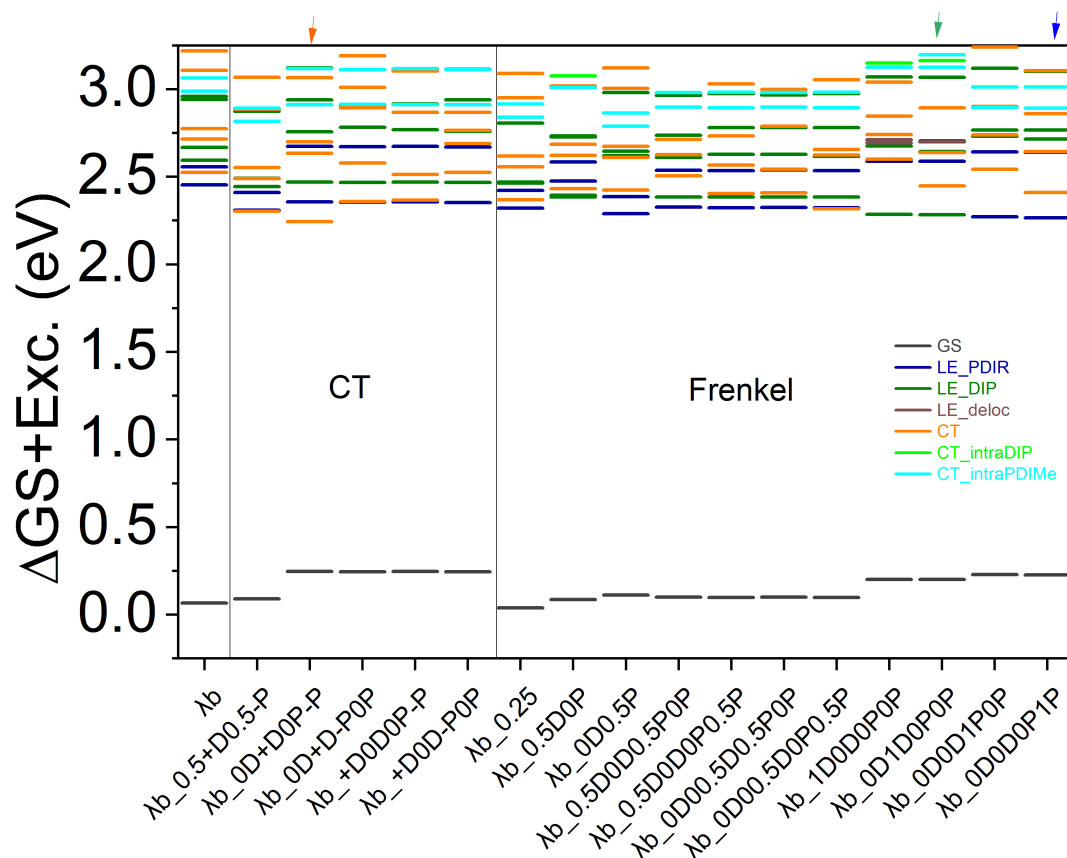 ΔGS+Exc. (eV)
3.0
2.5
2.0
1.5
1.0
0.5
0.0
CT
Frenkel
GS
LE_PDIR
LE_DIP
LE_deloc
CT
CT_intraDIP
CT_intraPDIMe
λb
λb_0.5+D0.5-P
λb_0D+D0P-P
λb_0D+D-P0P
λb_+D0D0P-P
λb_+D0D-P0P
λb_0.25
λb_0.5D0P
λb_0D0.5P
λb_0.5D0D0.5P0P
λb_0.5D0D0P0.5P
λb_0D00.5D0.5P0P
λb_0D00.5D0P0.5P
λb_1D0D0P0P
λb_0D1D0P0P
λb_0D0D1P0P
λb_0D0D0P1P